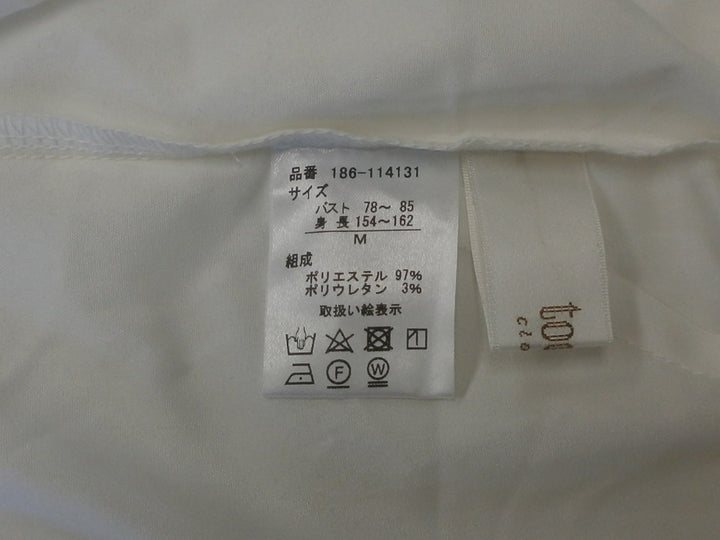 品番 186-114131
サイズ
バスト 78〜 85
身 長 154〜162
M
組成
ポリエステル 97%
ポリウレタン 3%
取扱い絵表示
F
W